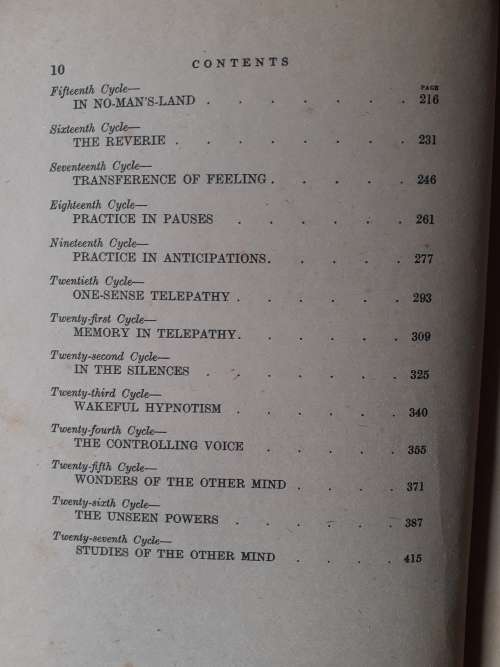 10 CONTENTS
PAGE
Fifteenth Cycle—
IN NO-MAN'S-LAND . . . . . . . 216
Sixteenth Cycle—
THE REVERIE . . . . . . . . 231
Seventeenth Cycle—
TRANSFERENCE OF FEELING . . . . . 246
Eighteenth Cycle—
PRACTICE IN PAUSES . . . . . . 261
Nineteenth Cycle—
PRACTICE IN ANTICIPATIONS. . . . . 277
Twentieth Cycle—
ONE-SENSE TELEPATHY . . . . . . 293
Twenty-first Cycle—
MEMORY IN TELEPATHY. . . . . . 309
Twenty-second Cycle—
IN THE SILENCES . . . . . . . 325
Twenty-third Cycle—
WAKEFUL HYPNOTISM . . . . . . 340
Twenty-fourth Cycle—
THE CONTROLLING VOICE . . . . . 355
Twenty-fifth Cycle—
WONDERS OF THE OTHER MIND . . . . 371
Twenty-sixth Cycle—
THE UNSEEN POWERS . . . . . . 387
Twenty-seventh Cycle—
STUDIES OF THE OTHER MIND . . . . 415